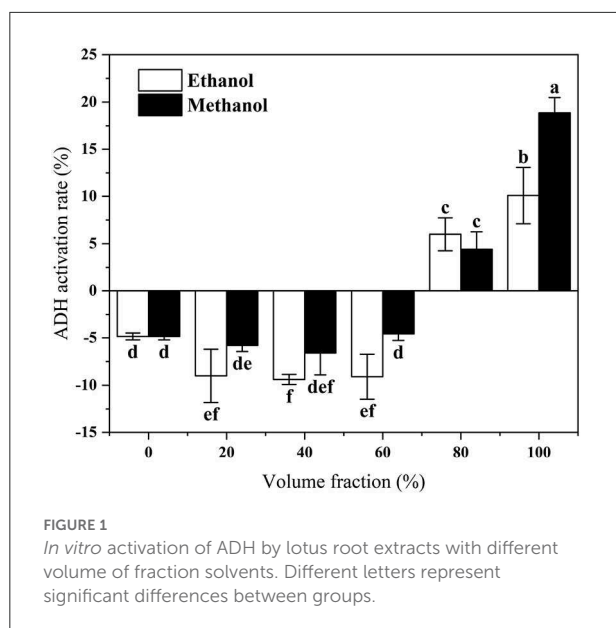 25
20
15
10
5
0
-5
-10
-15
ADH activation rate (%)
Ethanol
Methanol
d
d
ef
de
f
def
ef
d
c
c
b
a
0
20
40
60
80
100
Volume fraction (%)
FIGURE 1
In vitro activation of ADH by lotus root extracts with different
volume of fraction solvents. Different letters represent
significant differences between groups.